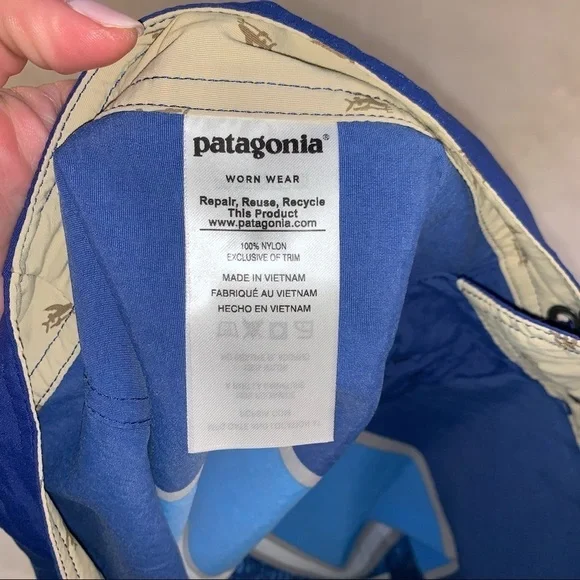 patagonia®
WORN WEAR
Repair, Reuse, Recycle
This Product
www.patagonia.com
100% NYLON
EXCLUSIVE OF TRIM
MADE IN VIETNAM
FABRIQUÉ AU VIETNAM
HECHO EN VIETNAM